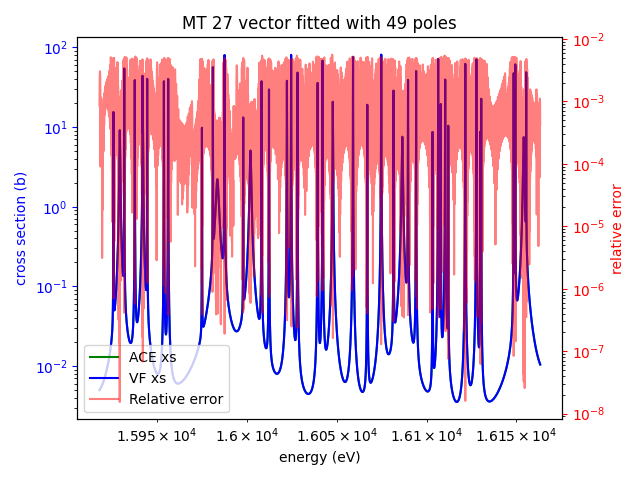 MT 27 vector fitted with 49 poles
10²
10¹
10⁰
10⁻¹
10⁻²
cross section (b)
10⁻²
10⁻³
10⁻⁴
10⁻⁵
10⁻⁶
10⁻⁷
10⁻⁸
relative error
ACE xs
VF xs
Relative error
1.595 × 10⁴ 1.6 × 10⁴ 1.605 × 10⁴ 1.61 × 10⁴ 1.615 × 10⁴
energy (eV)